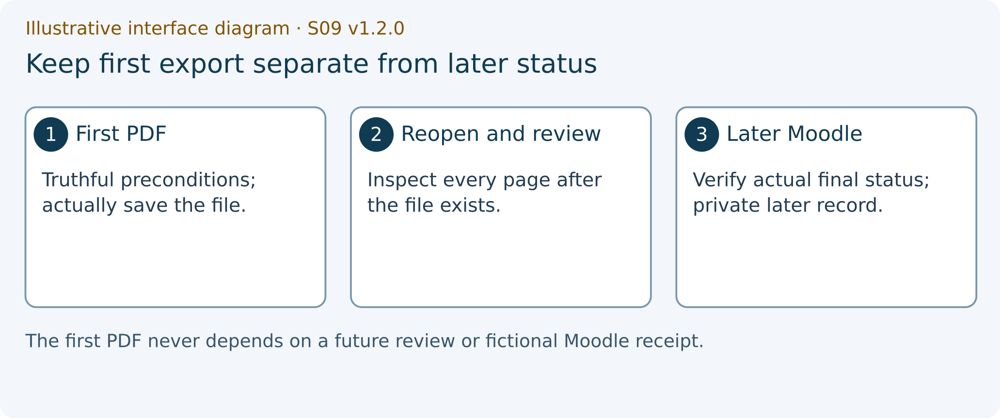 Illustrative interface diagram · S09 v1.2.0
Keep first export separate from later status
1 First PDF
Truthful preconditions;
actually save the file.
2 Reopen and review
Inspect every page after
the file exists.
3 Later Moodle
Verify actual final status;
private later record.
The first PDF never depends on a future review or fictional Moodle receipt.